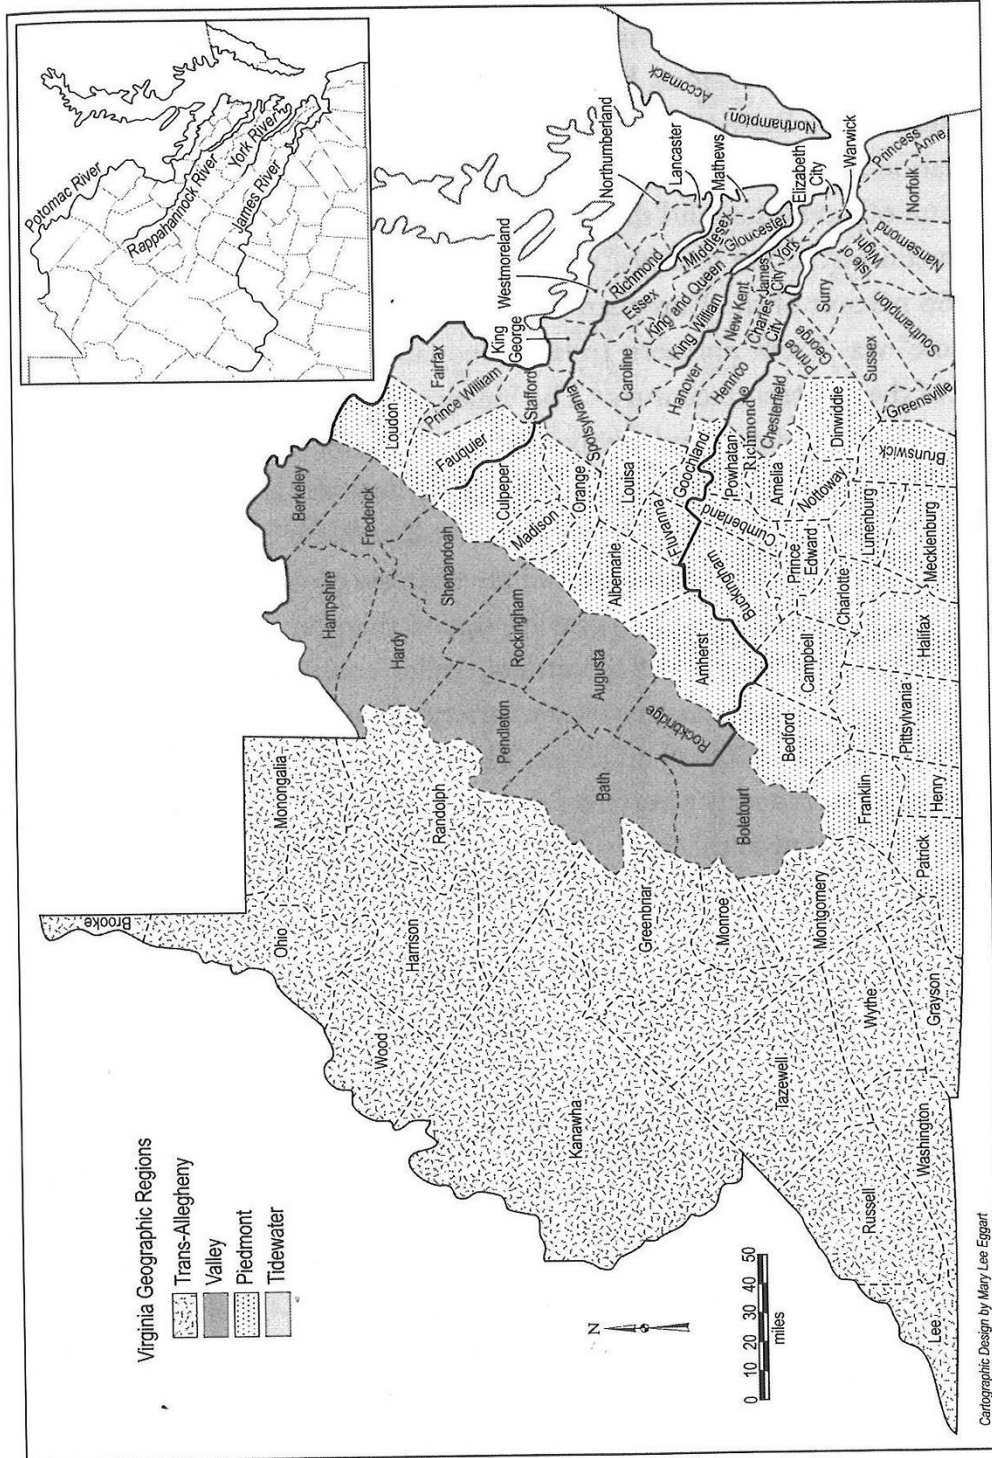 Virginia Geographic Regions
Trans-Allegheny
Valley
Piedmont
Tidewater
N
0 10 20 30 40 50
miles
Potomac River
Rappahannock River
York River
James River
Brooke
Ohio
Monongalia
Harrison
Randolph
Wood
Kanawha
Greenbriar
Monroe
Montgomery
Tazewell
Wythe
Grayson
Washington
Russell
Lee
Berkeley
Frederick
Hampshire
Hardy
Shenandoah
Rockingham
Pendleton
Augusta
Bath
Rockbridge
Botetourt
Loudon
Fauquier
Culpeper
Madison
Orange
Louisa
Albemarle
Fluvanna
Goochland
Amherst
Buckingham
Cumberland
Powhatan
Amelia
Nottoway
Dinwiddie
Prince
Edward
Charlotte
Lunenburg
Brunswick
Mecklenburg
Campbell
Halifax
Bedford
Pittsylvania
Franklin
Henry
Patrick
Fairfax
Prince William
Stafford
King
George
Westmoreland
Richmond
Northumberland
Lancaster
Mathews
Middlesex
Gloucester
Essex
King and Queen
King William
Caroline
Spotsylvania
Hanover
New Kent
Henrico
Richmond
Charles
City
James
City
York
Elizabeth
City
Warwick
Chesterfield
Prince
George
Surry
Sussex
Isle of
Wight
Southampton
Greensville
Nansemond
Norfolk
Princess
Anne
Accomack
Northampton
Cartographic Design by Mary Lee Eggart